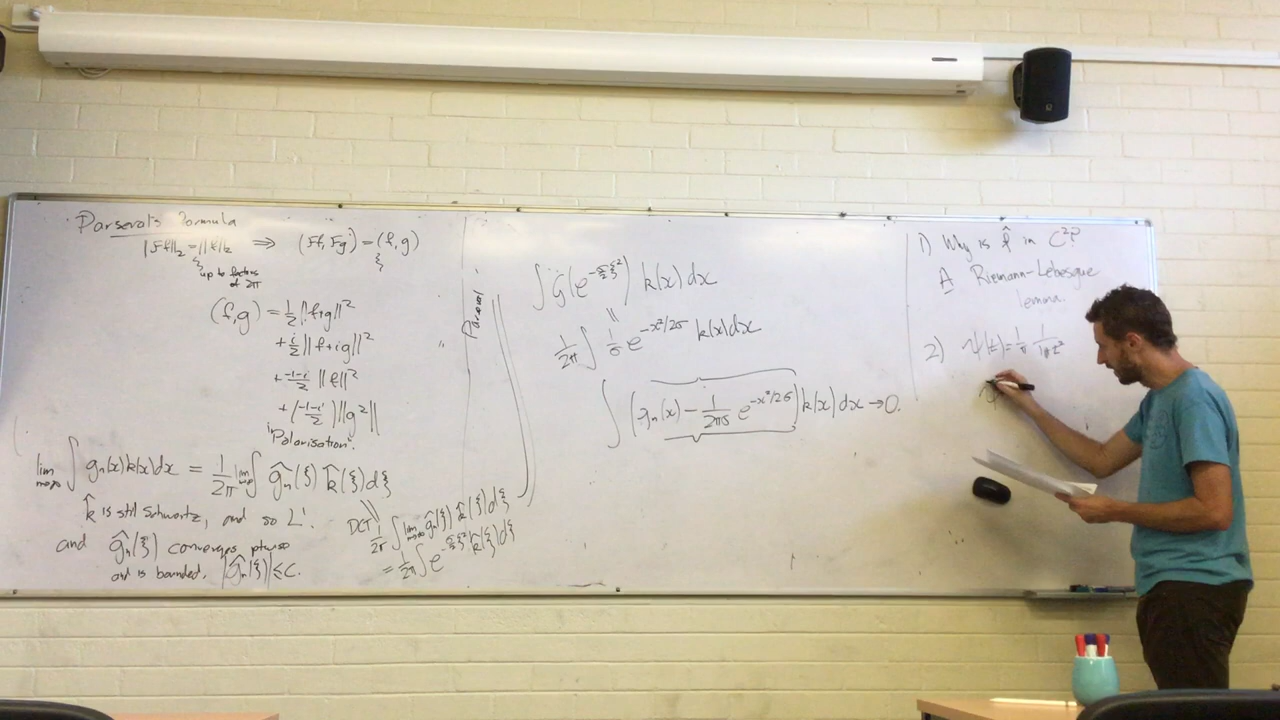 Parseval's Formula
||Ff||₂ = ||f||₂ ⟹ (Ff, Fg) = (f, g)
up to factors
of 2π
(f,g) = 1/2 ||f+g||²
+ i/2 ||f+ig||²
+ -1-i/2 ||f||²
+ (-1-i/2) ||g²||
Polarisation.
lim ∫ gₙ(x) k(x) dx = 1/2π lim ∫ ĝₙ(ξ) k̂(ξ) dξ
k̂ is still Schwartz, and so L¹.
and ĝₙ(ξ) converges ptwise
and is bounded. |ĝₙ(ξ)| ≤ C.
DCT 1/2π ∫ lim ĝₙ(ξ) k̂(ξ) dξ
= 1/2π ∫ e^{-σ/2 ξ²} k̂(ξ) dξ
Parseval
∫ (e^{-σ/2 ξ²}) k(x) dx
1/2π ∫ 1/σ e^{-x²/2σ} k(x) dx
∫ (gₙ(x) - 1/2πσ e^{-x²/2σ}) k(x) dx → 0.
1) Why is f̂ in C²?
A Riemann-Lebesgue
lemma.
2) ψ(t) = 1/π